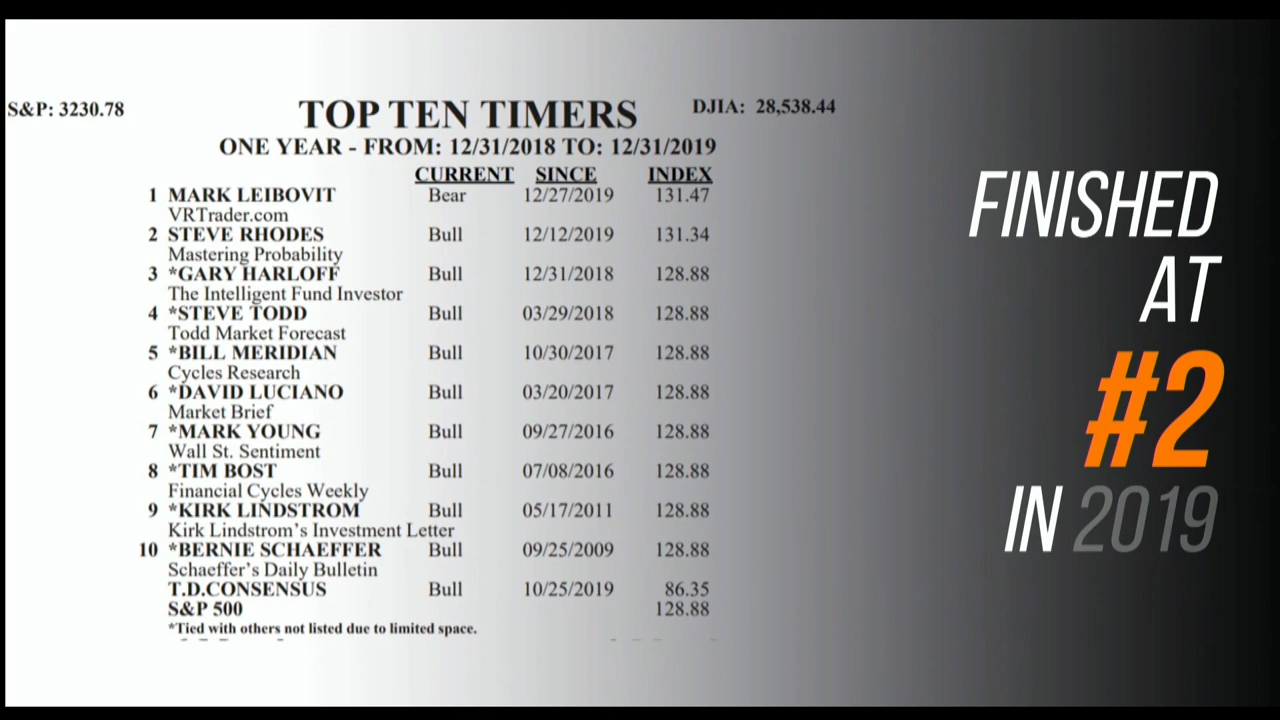 S&P: 3230.78 TOP TEN TIMERS DJIA: 28,538.44
ONE YEAR - FROM: 12/31/2018 TO: 12/31/2019
CURRENT SINCE INDEX
1 MARK LEIBOVIT Bear 12/27/2019 131.47
VRTrader.com
2 STEVE RHODES Bull 12/12/2019 131.34
Mastering Probability
3 *GARY HARLOFF Bull 12/31/2018 128.88
The Intelligent Fund Investor
4 *STEVE TODD Bull 03/29/2018 128.88
Todd Market Forecast
5 *BILL MERIDIAN Bull 10/30/2017 128.88
Cycles Research
6 *DAVID LUCIANO Bull 03/20/2017 128.88
Market Brief
7 *MARK YOUNG Bull 09/27/2016 128.88
Wall St. Sentiment
8 *TIM BOST Bull 07/08/2016 128.88
Financial Cycles Weekly
9 *KIRK LINDSTROM Bull 05/17/2011 128.88
Kirk Lindstrom's Investment Letter
10 *BERNIE SCHAEFFER Bull 09/25/2009 128.88
Schaeffer's Daily Bulletin
T.D.CONSENSUS Bull 10/25/2019 86.35
S&P 500 128.88
*Tied with others not listed due to limited space.
FINISHED
AT
#2
IN 2019